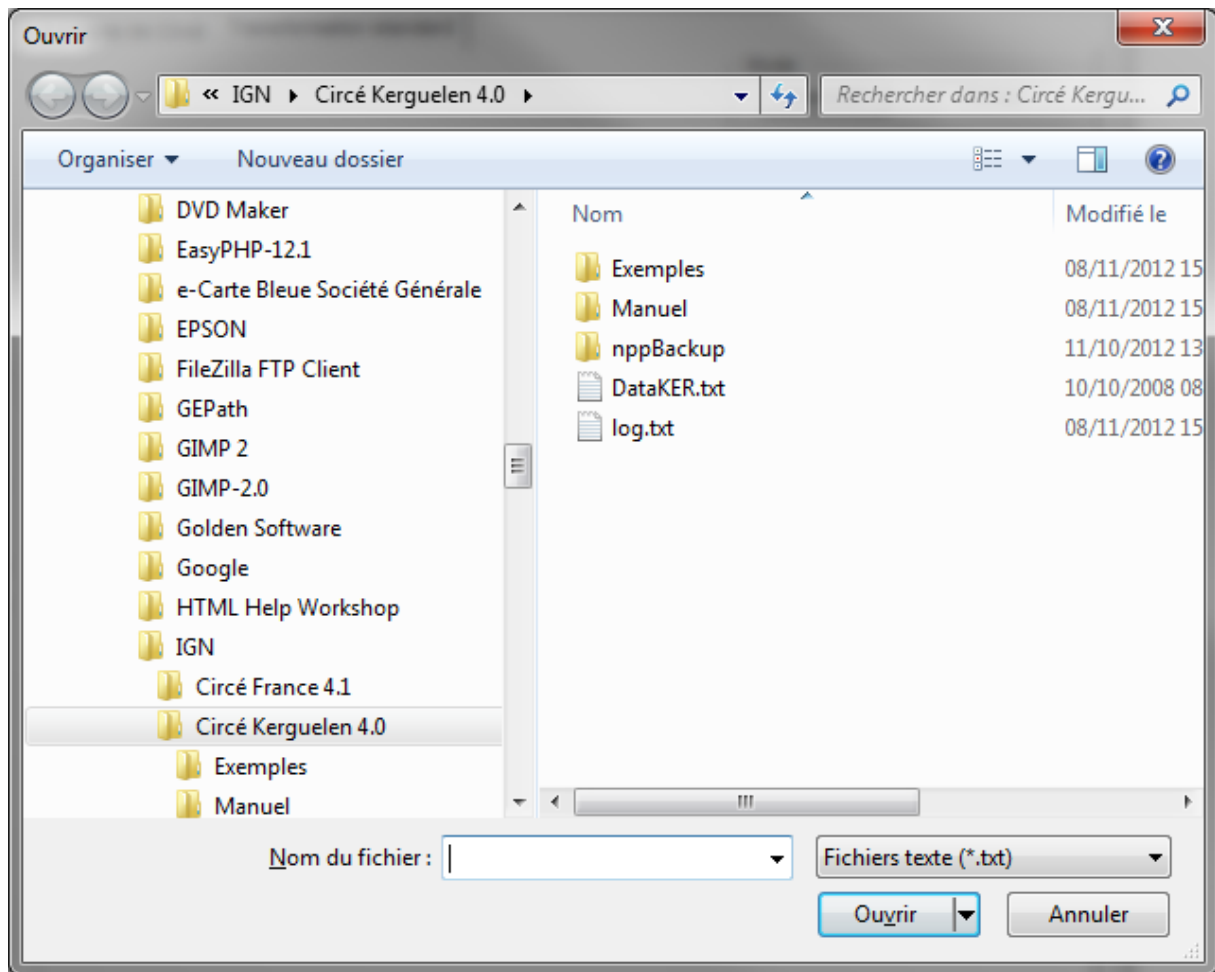 Ouvrir
« IGN ▸ Circé Kerguelen 4.0 ▸
Rechercher dans : Circé Kergu...
Organiser ▾ Nouveau dossier
DVD Maker
EasyPHP-12.1
e-Carte Bleue Société Générale
EPSON
FileZilla FTP Client
GEPath
GIMP 2
GIMP-2.0
Golden Software
Google
HTML Help Workshop
IGN
Circé France 4.1
Circé Kerguelen 4.0
Exemples
Manuel
Nom Modifié le
Exemples 08/11/2012 15
Manuel 08/11/2012 15
nppBackup 11/10/2012 13
DataKER.txt 10/10/2008 08
log.txt 08/11/2012 15
Nom du fichier :
Fichiers texte (*.txt)
Ouvrir Annuler